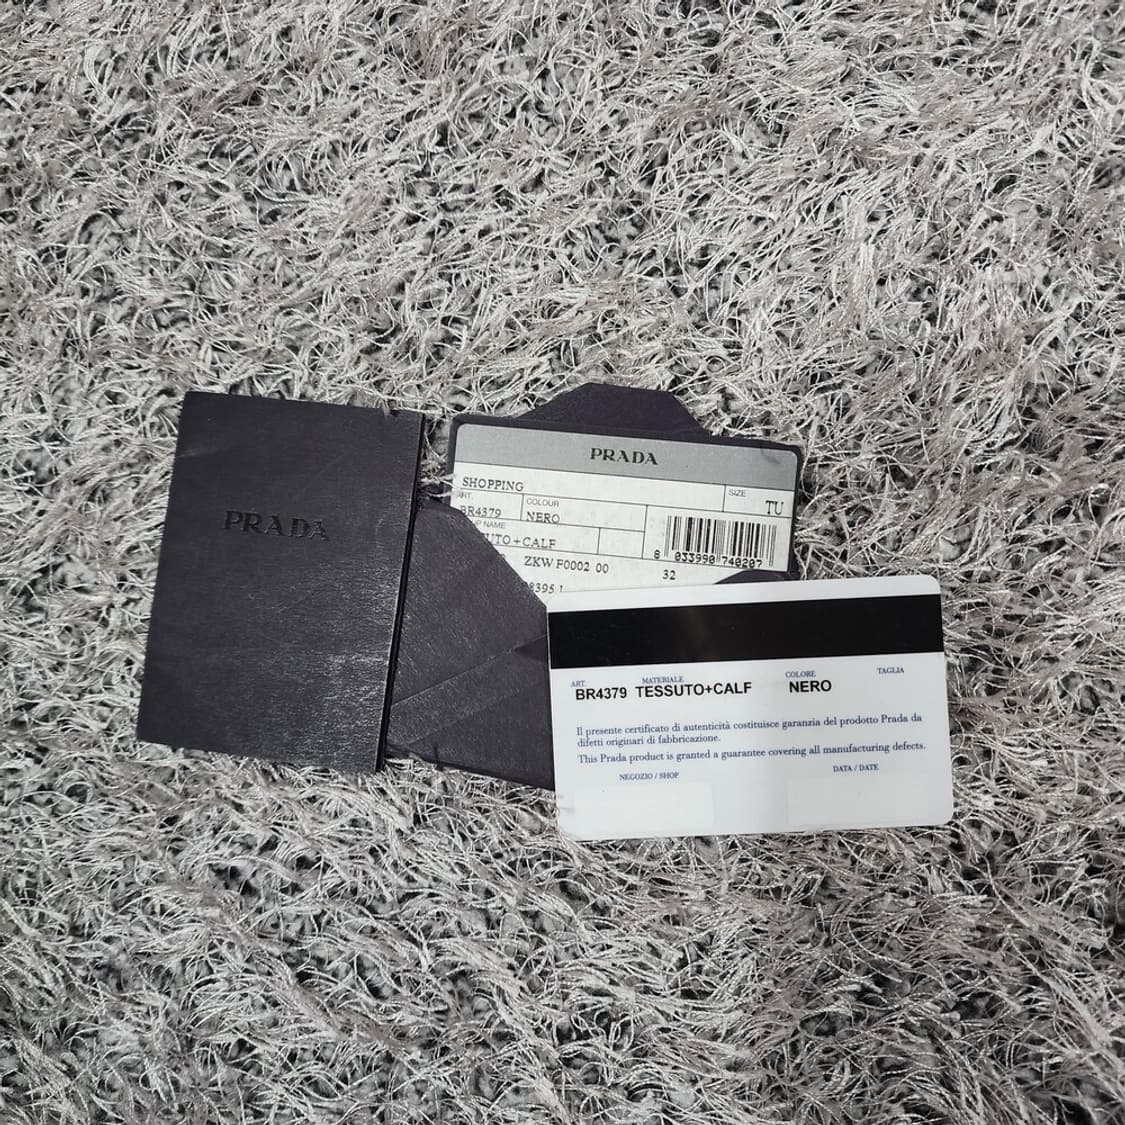 PRADA
PRADA
SHOPPING
SIZE
TU
ART.
COLOUR
BR4379
NERO
NAME
+CALF
8 033990 740207
ZKW F0002 00
32
ART.
MATERIALE
COLORE
TAGLIA
BR4379 TESSUTO+CALF NERO
Il presente certificato di autenticità costituisce garanzia del prodotto Prada da
difetti originari di fabbricazione.
This Prada product is granted a guarantee covering all manufacturing defects.
NEGOZIO / SHOP
DATA / DATE